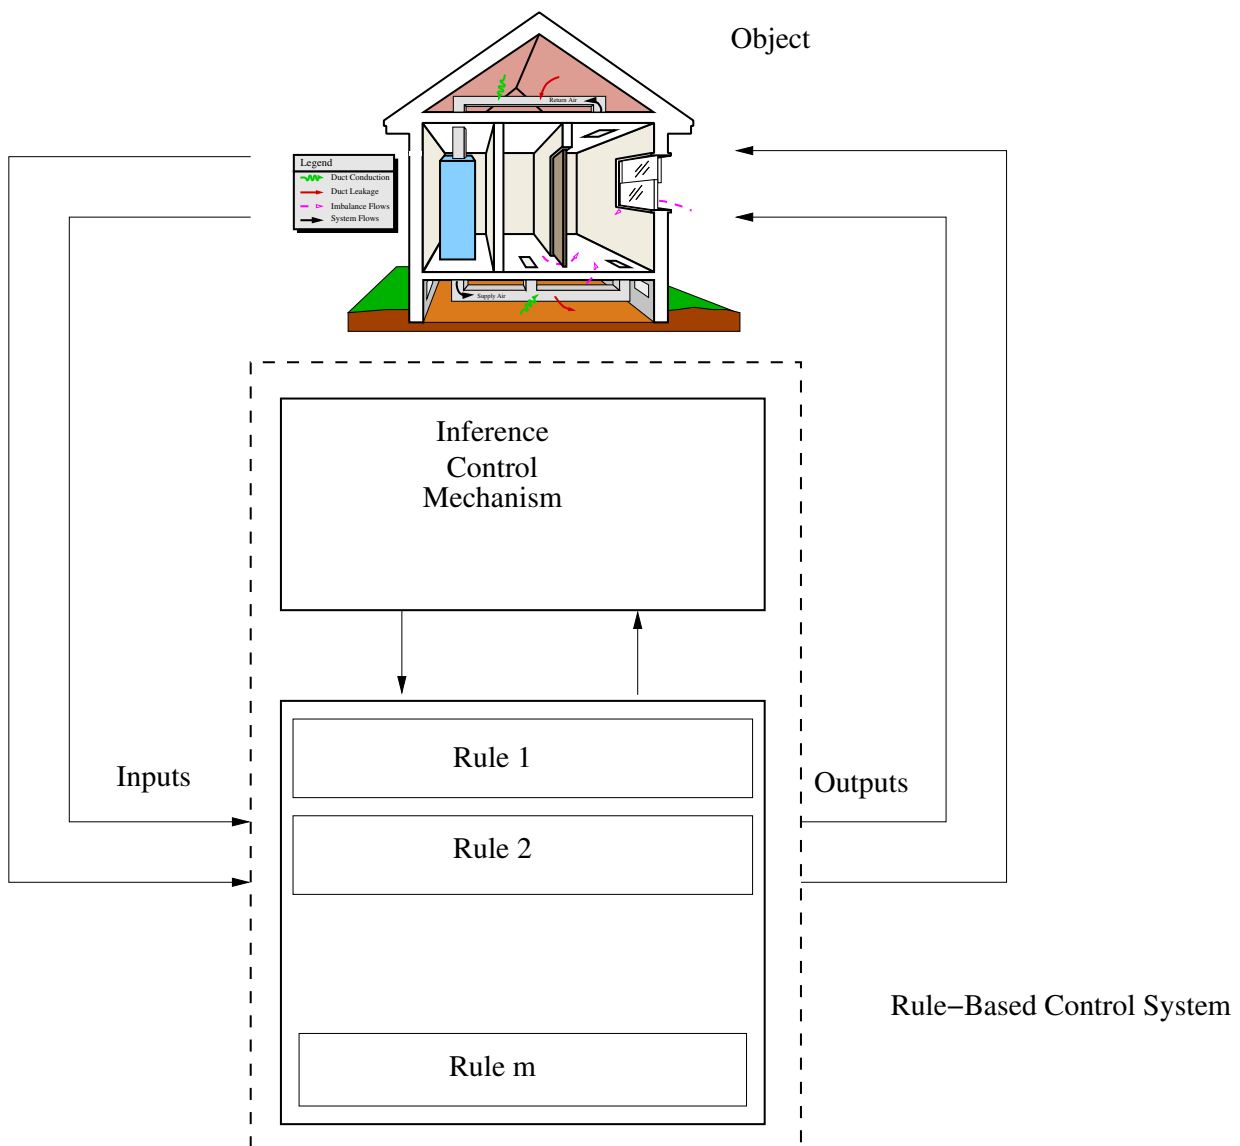 Object
Return Air
Legend
Duct Conduction
Duct Leakage
Imbalance Flows
System Flows
Supply Air
Inference
Control
Mechanism
Rule 1
Inputs
Outputs
Rule 2
Rule−Based Control System
Rule m